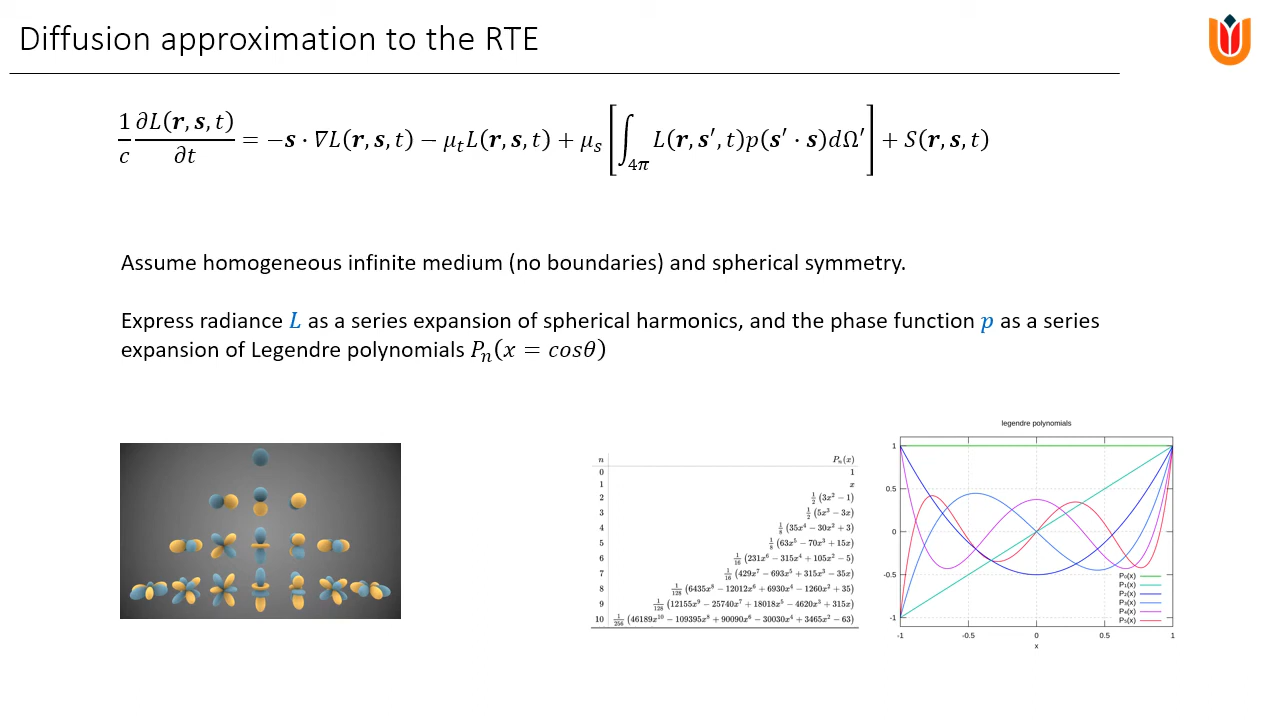 Diffusion approximation to the RTE
1/c ∂L(r, s, t)/∂t = −s · ∇L(r, s, t) − μₜL(r, s, t) + μₛ [∫₄π L(r, s′, t)p(s′ · s)dΩ′] + S(r, s, t)
Assume homogeneous infinite medium (no boundaries) and spherical symmetry.
Express radiance L as a series expansion of spherical harmonics, and the phase function p as a series
expansion of Legendre polynomials Pₙ(x = cosθ)
n Pₙ(x)
0 1
1 x
2 1/2 (3x² − 1)
3 1/2 (5x³ − 3x)
4 1/8 (35x⁴ − 30x² + 3)
5 1/8 (63x⁵ − 70x³ + 15x)
6 1/16 (231x⁶ − 315x⁴ + 105x² − 5)
7 1/16 (429x⁷ − 693x⁵ + 315x³ − 35x)
8 1/128 (6435x⁸ − 12012x⁶ + 6930x⁴ − 1260x² + 35)
9 1/128 (12155x⁹ − 25740x⁷ + 18018x⁵ − 4620x³ + 315x)
10 1/256 (46189x¹⁰ − 109395x⁸ + 90090x⁶ − 30030x⁴ + 3465x² − 63)
legendre polynomials
1
0.5
0
-0.5
-1
P₀(x)
P₁(x)
P₂(x)
P₃(x)
P₄(x)
P₅(x)
-1 -0.5 0 0.5 1
x